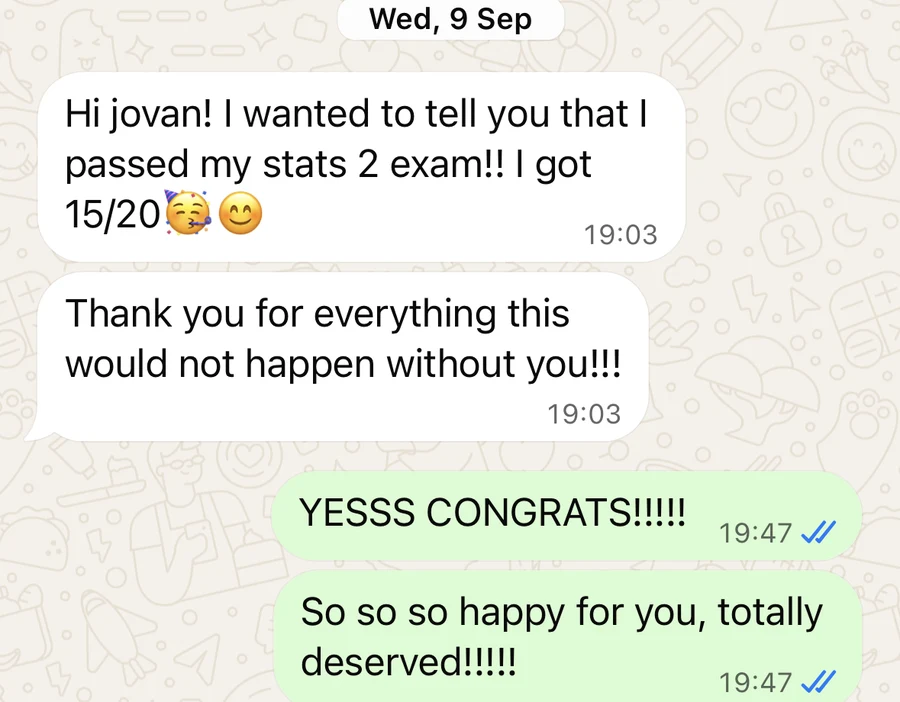 Wed, 9 Sep
Hi jovan! I wanted to tell you that I
passed my stats 2 exam!! I got
15/20🥳😊
19:03
Thank you for everything this
would not happen without you!!!
19:03
YESSS CONGRATS!!!!!
19:47
So so so happy for you, totally
deserved!!!!!
19:47